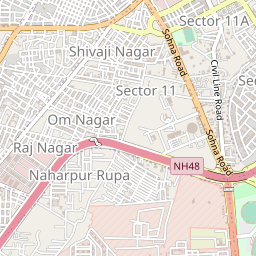 Sector 11A
Sohna Road
Shivaji Nagar
Civil Line Road
Sector 11
Se
Om Nagar
Raj Nagar
NH48
Sohna Road
Naharpur Rupa